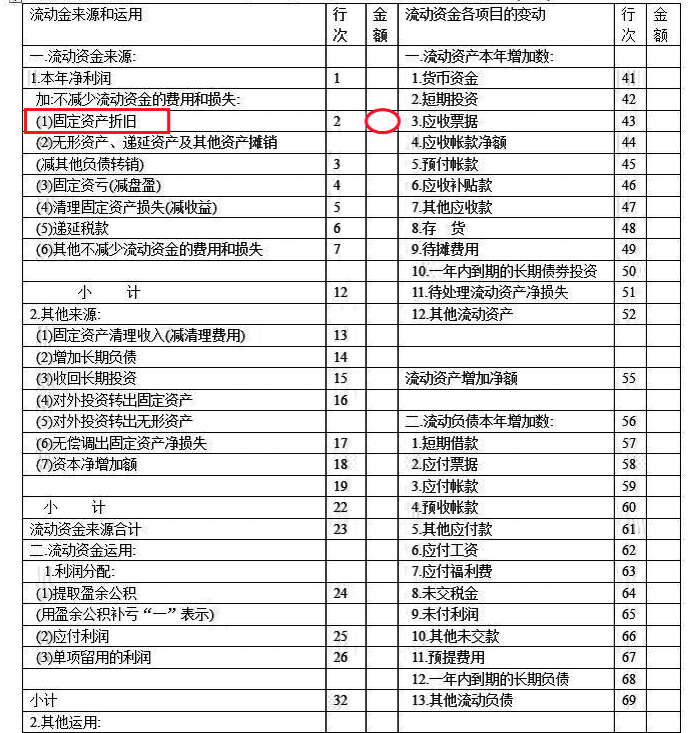 流动金来源和运用 行次 金额 流动资金各项目的变动 行次 金额
一.流动资金来源: 一.流动资产本年增加数:
1.本年净利润 1 1.货币资金 41
加:不减少流动资金的费用和损失: 2.短期投资 42
(1)固定资产折旧 2 3.应收票据 43
(2)无形资产、递延资产及其他资产摊销 4.应收帐款净额 44
(减其他负债转销) 3 5.预付帐款 45
(3)固定资亏(减盘盈) 4 6.应收补贴款 46
(4)清理固定资产损失(减收益) 5 7.其他应收款 47
(5)递延税款 6 8.存 货 48
(6)其他不减少流动资金的费用和损失 7 9.待摊费用 49
10.一年内到期的长期债券投资 50
小 计 12 11.待处理流动资产净损失 51
2.其他来源: 12.其他流动资产 52
(1)固定资产清理收入(减清理费用) 13
(2)增加长期负债 14
(3)收回长期投资 15 流动资产增加净额 55
(4)对外投资转出固定资产 16
(5)对外投资转出无形资产 二.流动负债本年增加数: 56
(6)无偿调出固定资产净损失 17 1.短期借款 57
(7)资本净增加额 18 2.应付票据 58
19 3.应付帐款 59
小 计 22 4.预收帐款 60
流动资金来源合计 23 5.其他应付款 61
二.流动资金运用: 6.应付工资 62
1.利润分配: 7.应付福利费 63
(1)提取盈余公积 24 8.未交税金 64
(用盈余公积补亏“一”表示) 9.未付利润 65
(2)应付利润 25 10.其他未交款 66
(3)单项留用的利润 26 11.预提费用 67
12.一年内到期的长期负债 68
小计 32 13.其他流动负债 69
2.其他运用: